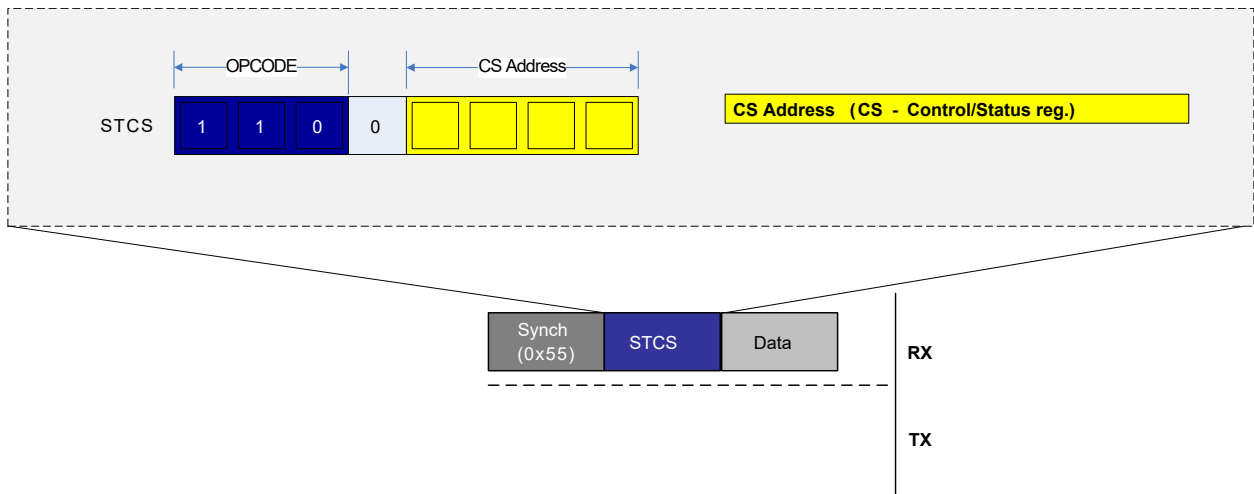 OPCODE
CS Address
STCS
1 1 0 0
CS Address (CS - Control/Status reg.)
Synch
(0x55)
STCS
Data
RX
TX